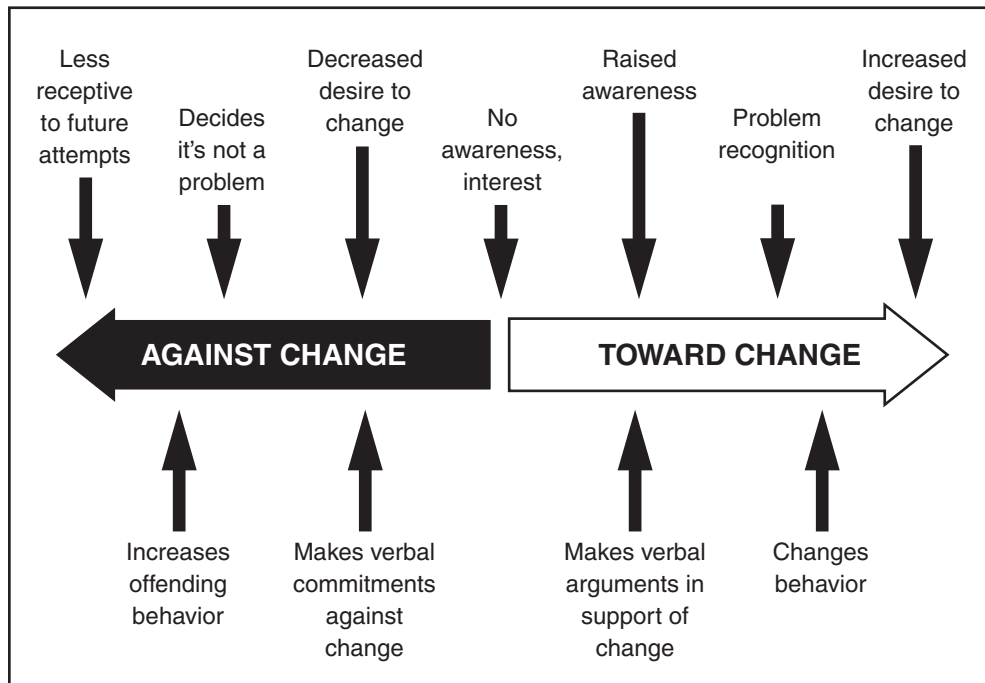 Less
receptive
to future
attempts
Decides
it's not a
problem
Decreased
desire to
change
No
awareness,
interest
Raised
awareness
Problem
recognition
Increased
desire to
change
AGAINST CHANGE
TOWARD CHANGE
Increases
offending
behavior
Makes verbal
commitments
against
change
Makes verbal
arguments in
support of
change
Changes
behavior